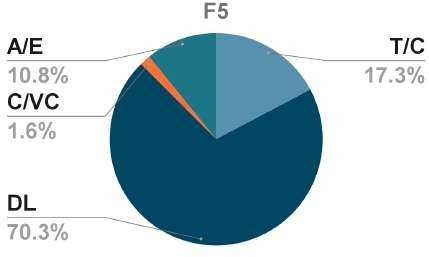 F5
A/E
10.8%
T/C
17.3%
C/VC
1.6%
DL
70.3%